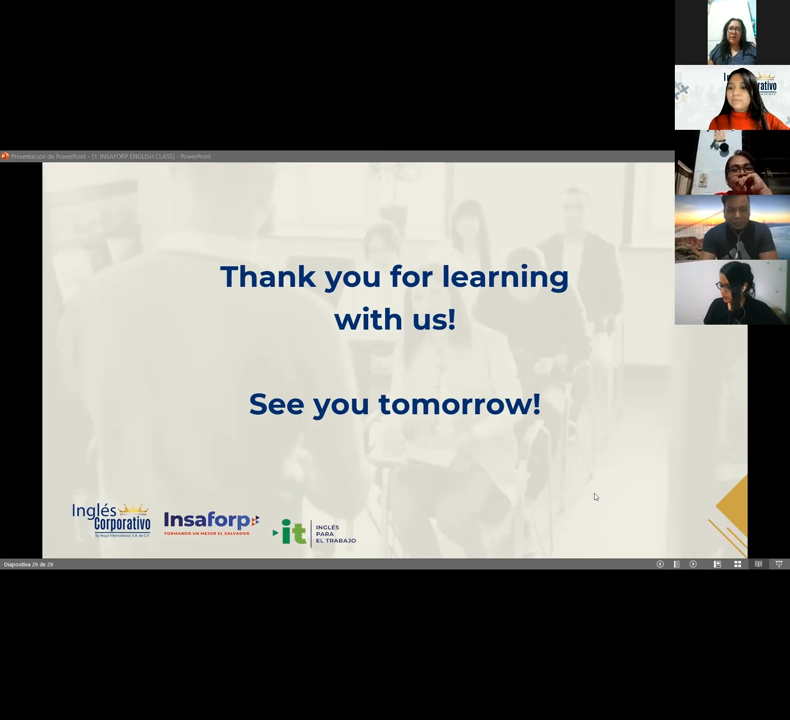 Presentación de PowerPoint - [1. INSAFORP ENGLISH CLASS] - PowerPoint
Thank you for learning
with us!
See you tomorrow!
Inglés
Corporativo
Insaforp
FORMANDO UN MEJOR EL SALVADOR
it
INGLÉS
PARA
EL TRABAJO
Diapositiva 29 de 29